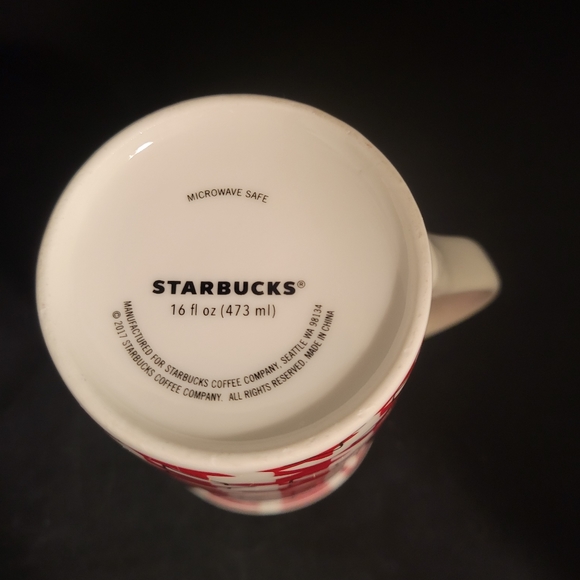 MICROWAVE SAFE
STARBUCKS®
16 fl oz (473 ml)
MANUFACTURED FOR STARBUCKS COFFEE COMPANY, SEATTLE WA 98134
© 2017 STARBUCKS COFFEE COMPANY. ALL RIGHTS RESERVED. MADE IN CHINA